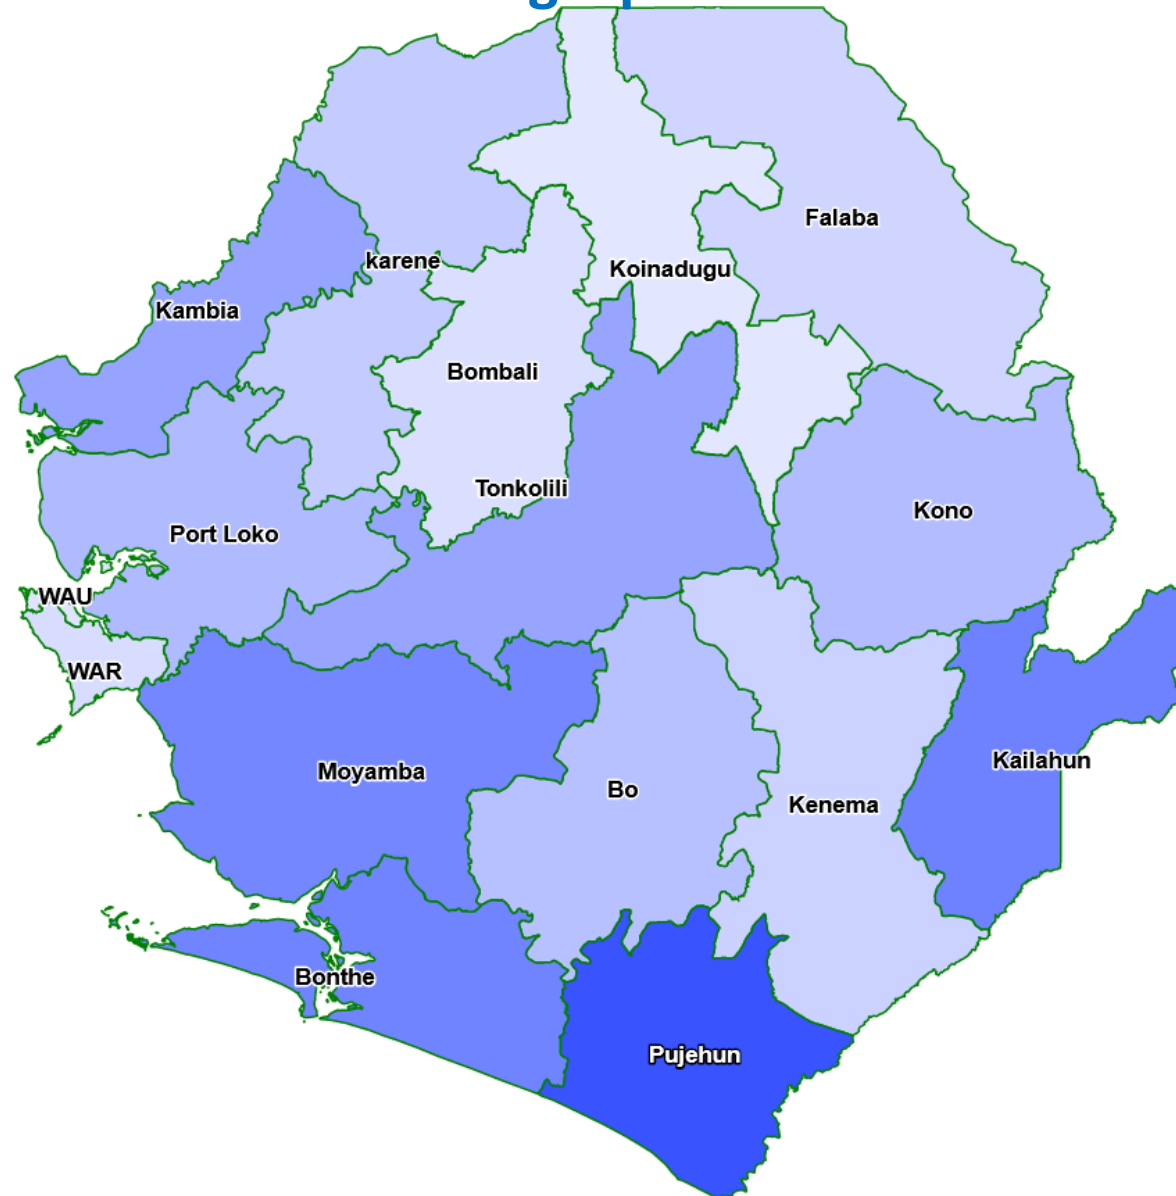 Falaba
karene
Koinadugu
Kambia
Bombali
Tonkolili
Kono
Port Loko
WAU
WAR
Kailahun
Moyamba
Bo
Kenema
Bonthe
Pujehun